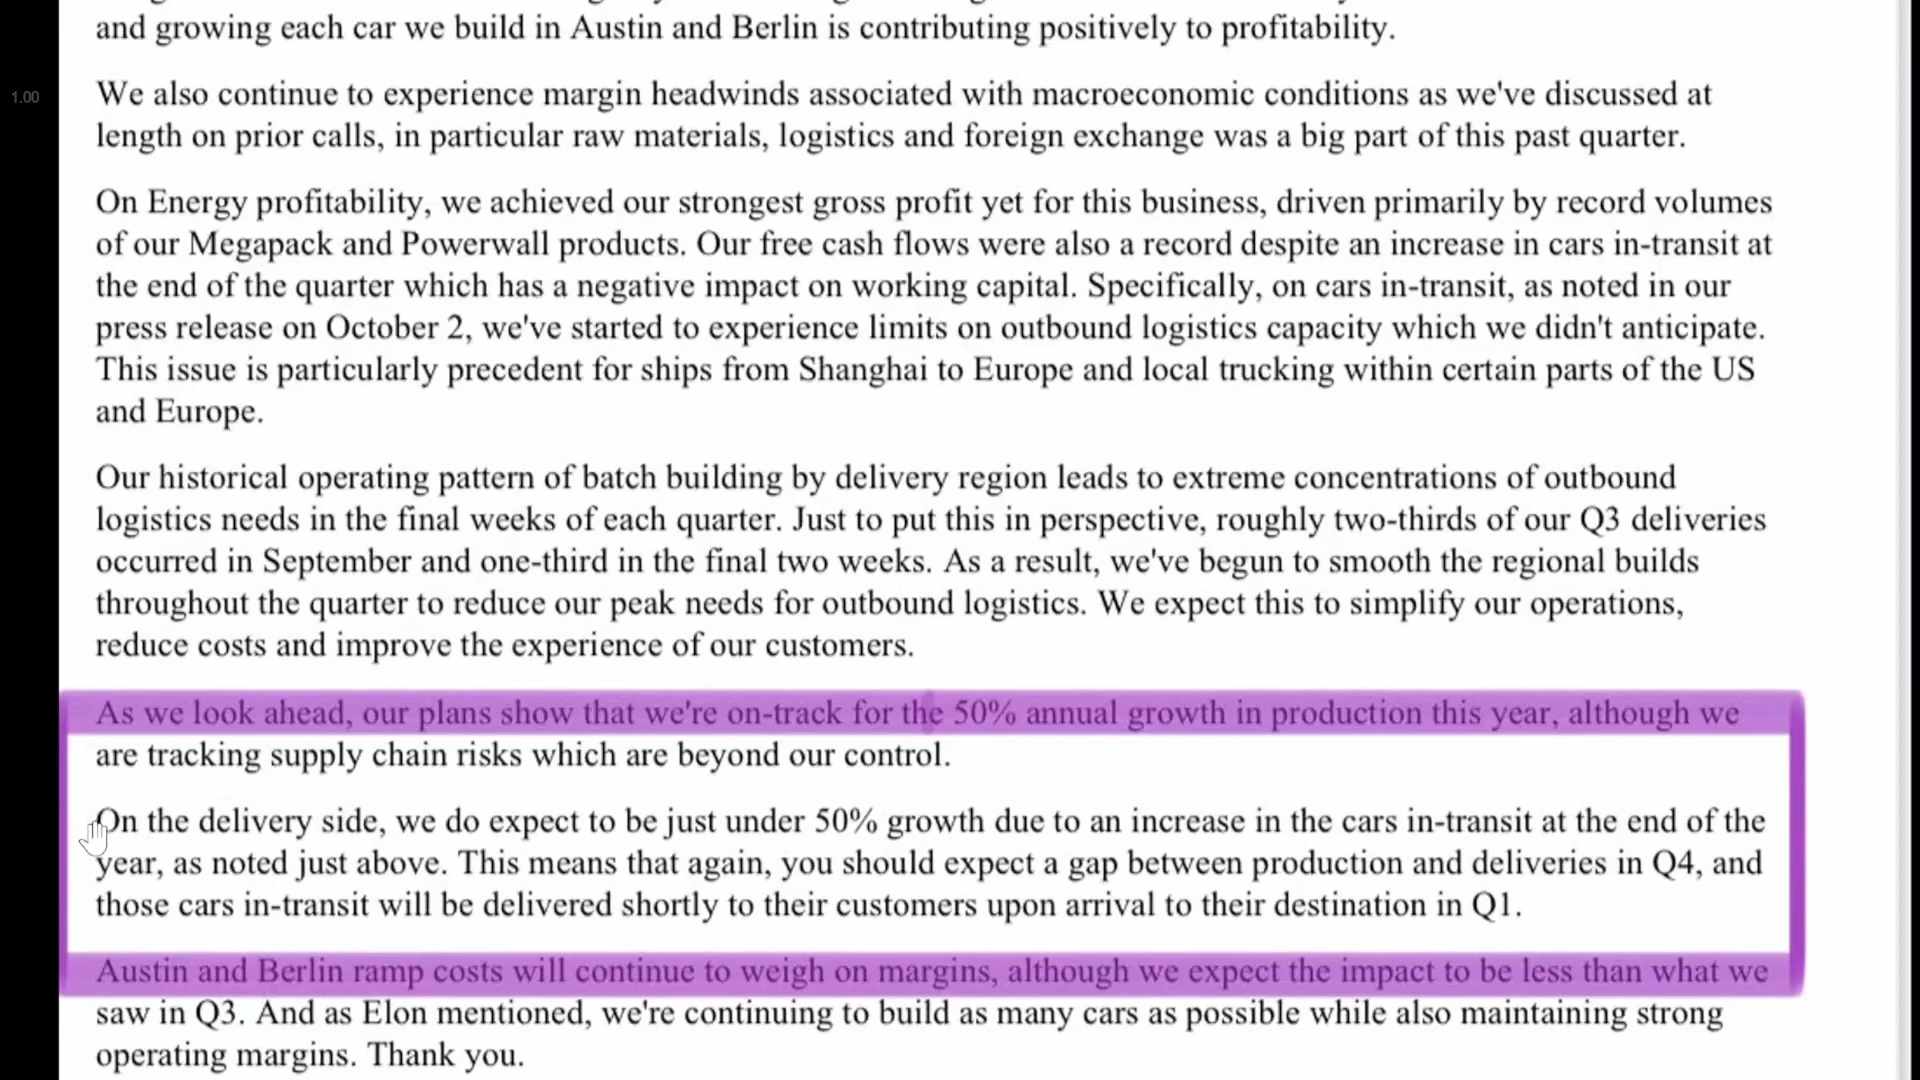 and growing each car we build in Austin and Berlin is contributing positively to profitability.
1.00
We also continue to experience margin headwinds associated with macroeconomic conditions as we've discussed at
length on prior calls, in particular raw materials, logistics and foreign exchange was a big part of this past quarter.
On Energy profitability, we achieved our strongest gross profit yet for this business, driven primarily by record volumes
of our Megapack and Powerwall products. Our free cash flows were also a record despite an increase in cars in-transit at
the end of the quarter which has a negative impact on working capital. Specifically, on cars in-transit, as noted in our
press release on October 2, we've started to experience limits on outbound logistics capacity which we didn't anticipate.
This issue is particularly precedent for ships from Shanghai to Europe and local trucking within certain parts of the US
and Europe.
Our historical operating pattern of batch building by delivery region leads to extreme concentrations of outbound
logistics needs in the final weeks of each quarter. Just to put this in perspective, roughly two-thirds of our Q3 deliveries
occurred in September and one-third in the final two weeks. As a result, we've begun to smooth the regional builds
throughout the quarter to reduce our peak needs for outbound logistics. We expect this to simplify our operations,
reduce costs and improve the experience of our customers.
As we look ahead, our plans show that we're on-track for the 50% annual growth in production this year, although we
are tracking supply chain risks which are beyond our control.
On the delivery side, we do expect to be just under 50% growth due to an increase in the cars in-transit at the end of the
year, as noted just above. This means that again, you should expect a gap between production and deliveries in Q4, and
those cars in-transit will be delivered shortly to their customers upon arrival to their destination in Q1.
Austin and Berlin ramp costs will continue to weigh on margins, although we expect the impact to be less than what we
saw in Q3. And as Elon mentioned, we're continuing to build as many cars as possible while also maintaining strong
operating margins. Thank you.